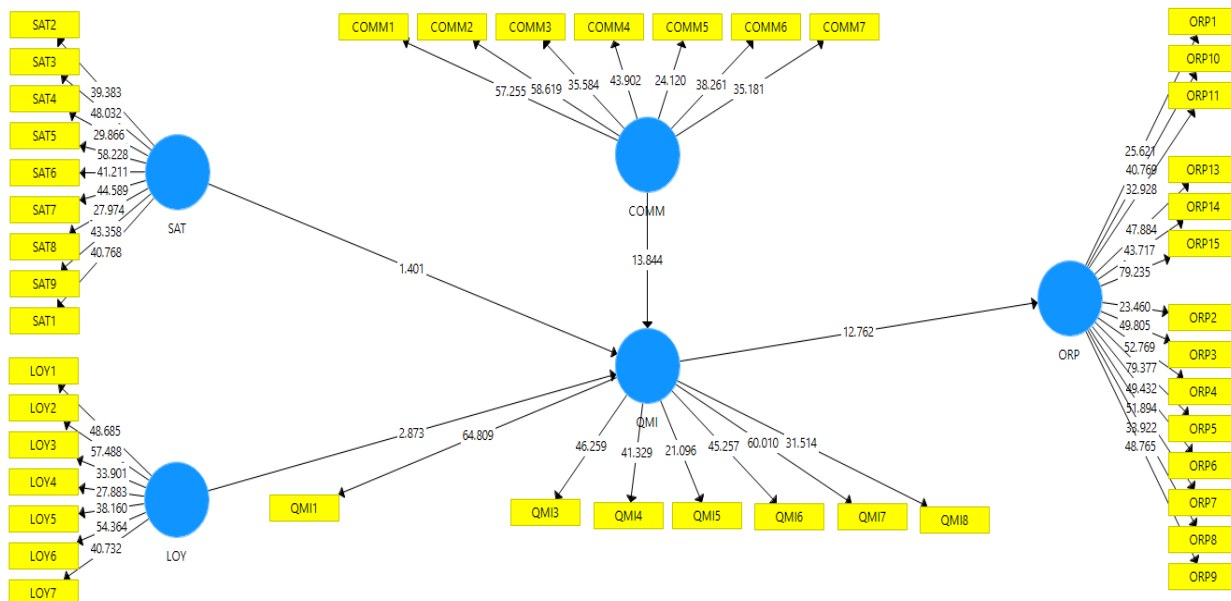 SAT2
SAT3
SAT4
SAT5
SAT6
SAT7
SAT8
SAT9
SAT1
39.383
48.032
29.866
58.228
41.211
44.589
27.974
43.358
40.768
SAT
COMM1 COMM2 COMM3 COMM4 COMM5 COMM6 COMM7
57.255 58.619 35.584 43.902 24.120 38.261 35.181
COMM
1.401
13.844
LOY1
LOY2
LOY3
LOY4
LOY5
LOY6
LOY7
48.685
57.488
33.901
27.883
38.160
54.364
40.732
LOY
2.873
64.809
QMI
12.762
46.259 41.329 21.096 45.257 60.010 31.514
QMI1 QMI3 QMI4 QMI5 QMI6 QMI7 QMI8
ORP
25.621
40.769
32.928
47.884
43.717
79.235
23.460
49.805
52.769
79.377
49.432
51.894
33.922
48.765
ORP1
ORP10
ORP11
ORP13
ORP14
ORP15
ORP2
ORP3
ORP4
ORP5
ORP6
ORP7
ORP8
ORP9